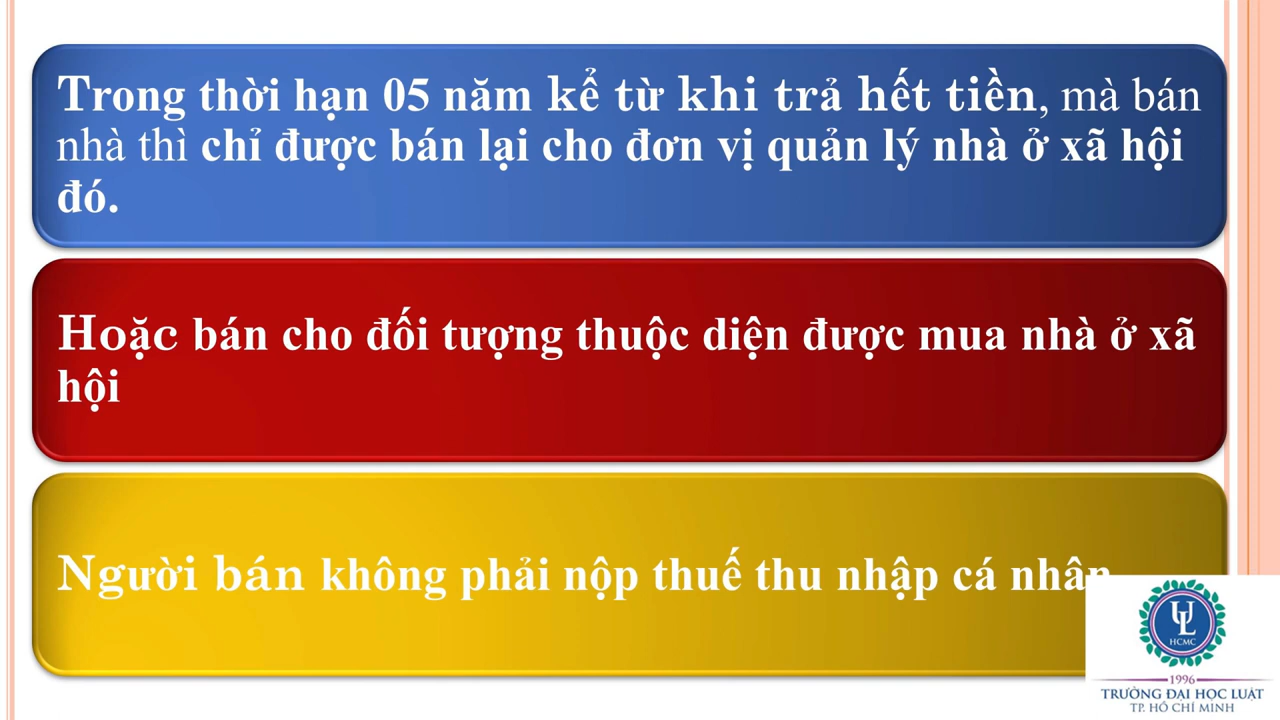 Trong thời hạn 05 năm kể từ khi trả hết tiền, mà bán
nhà thì chỉ được bán lại cho đơn vị quản lý nhà ở xã hội
đó.
Hoặc bán cho đối tượng thuộc diện được mua nhà ở xã
hội
Người bán không phải nộp thuế thu nhập cá nhân
UL
HCMC
1996
TRƯỜNG ĐẠI HỌC LUẬT
TP. HỒ CHÍ MINH